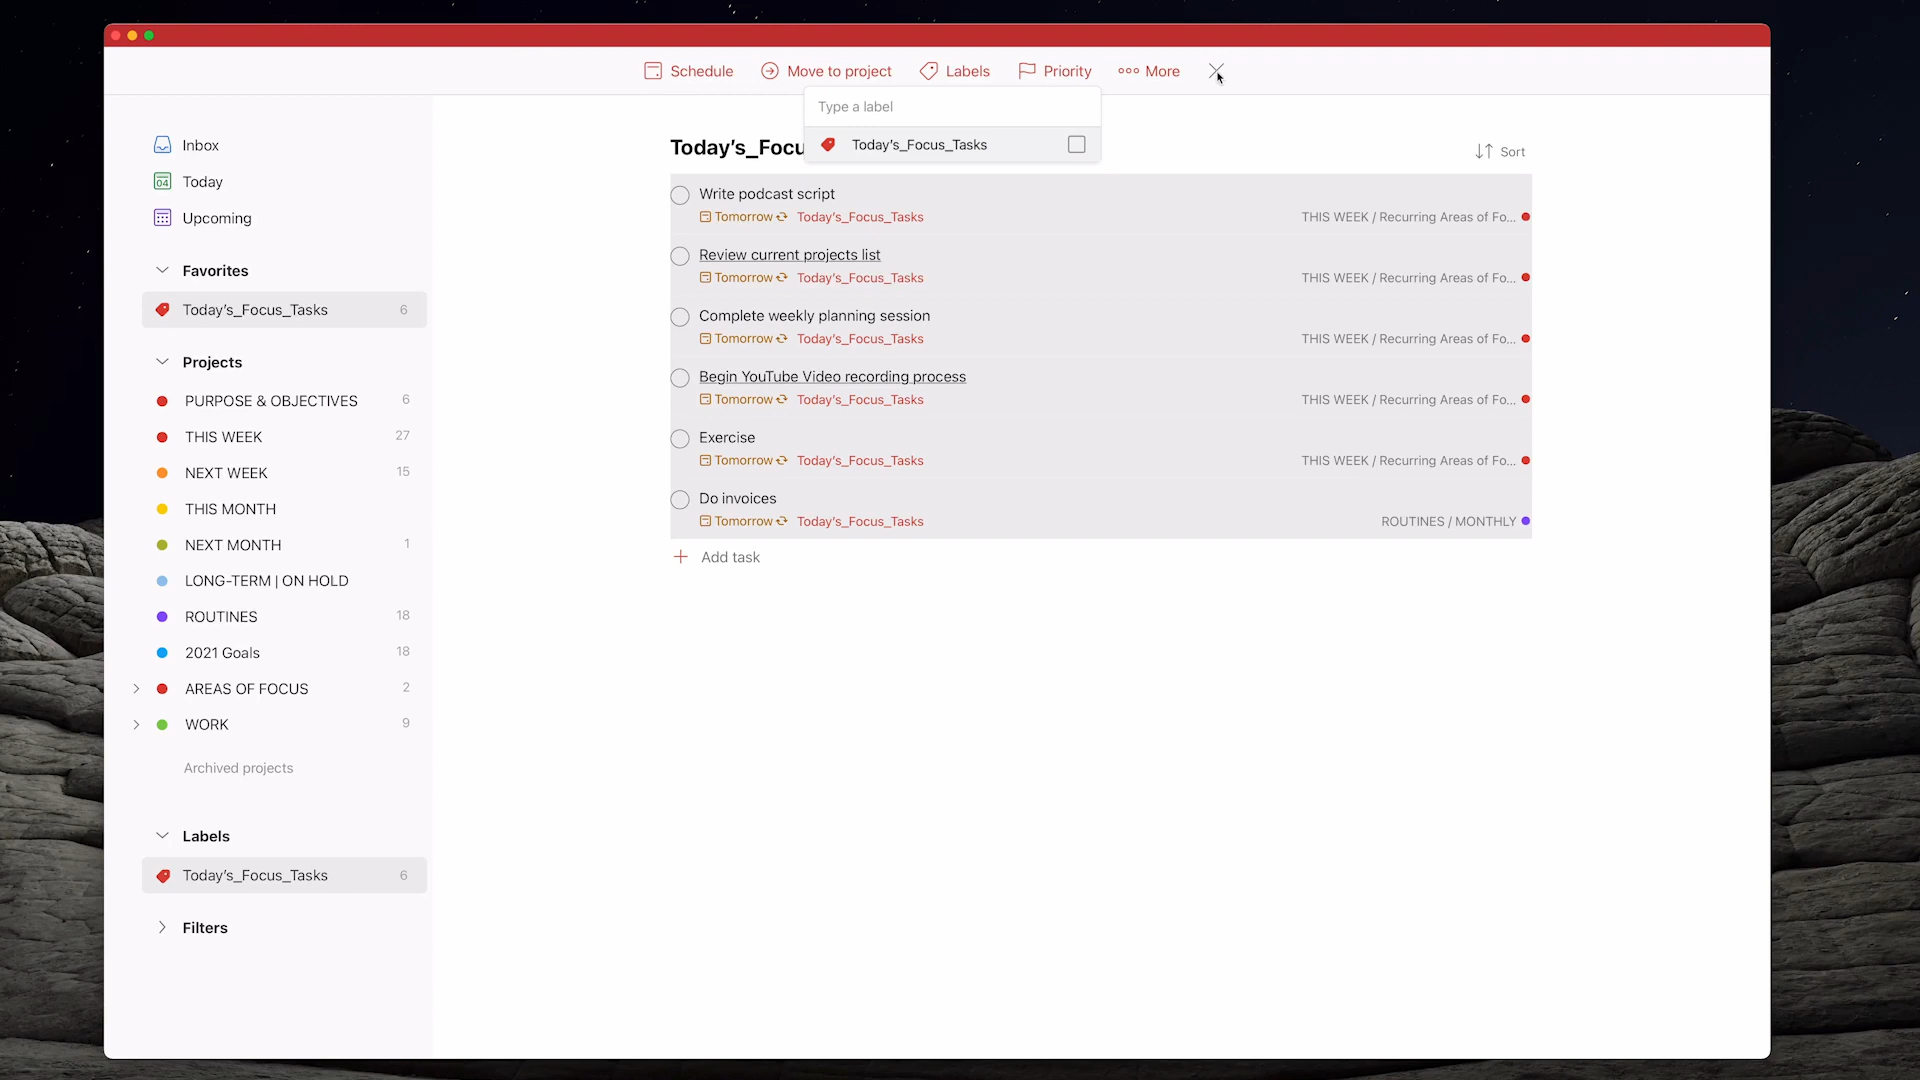 Schedule
Move to project
Labels
Priority
More
Type a label
Today's_Focus_Tasks
Inbox
04
Today
Upcoming
Favorites
Today's_Focus_Tasks 6
Projects
PURPOSE & OBJECTIVES 6
THIS WEEK 27
NEXT WEEK 15
THIS MONTH
NEXT MONTH 1
LONG-TERM | ON HOLD
ROUTINES 18
2021 Goals 18
AREAS OF FOCUS 2
WORK 9
Archived projects
Labels
Today's_Focus_Tasks 6
Filters
Today's_Focu
Sort
Write podcast script
Tomorrow Today's_Focus_Tasks THIS WEEK / Recurring Areas of Fo...
Review current projects list
Tomorrow Today's_Focus_Tasks THIS WEEK / Recurring Areas of Fo...
Complete weekly planning session
Tomorrow Today's_Focus_Tasks THIS WEEK / Recurring Areas of Fo...
Begin YouTube Video recording process
Tomorrow Today's_Focus_Tasks THIS WEEK / Recurring Areas of Fo...
Exercise
Tomorrow Today's_Focus_Tasks THIS WEEK / Recurring Areas of Fo...
Do invoices
Tomorrow Today's_Focus_Tasks ROUTINES / MONTHLY
Add task